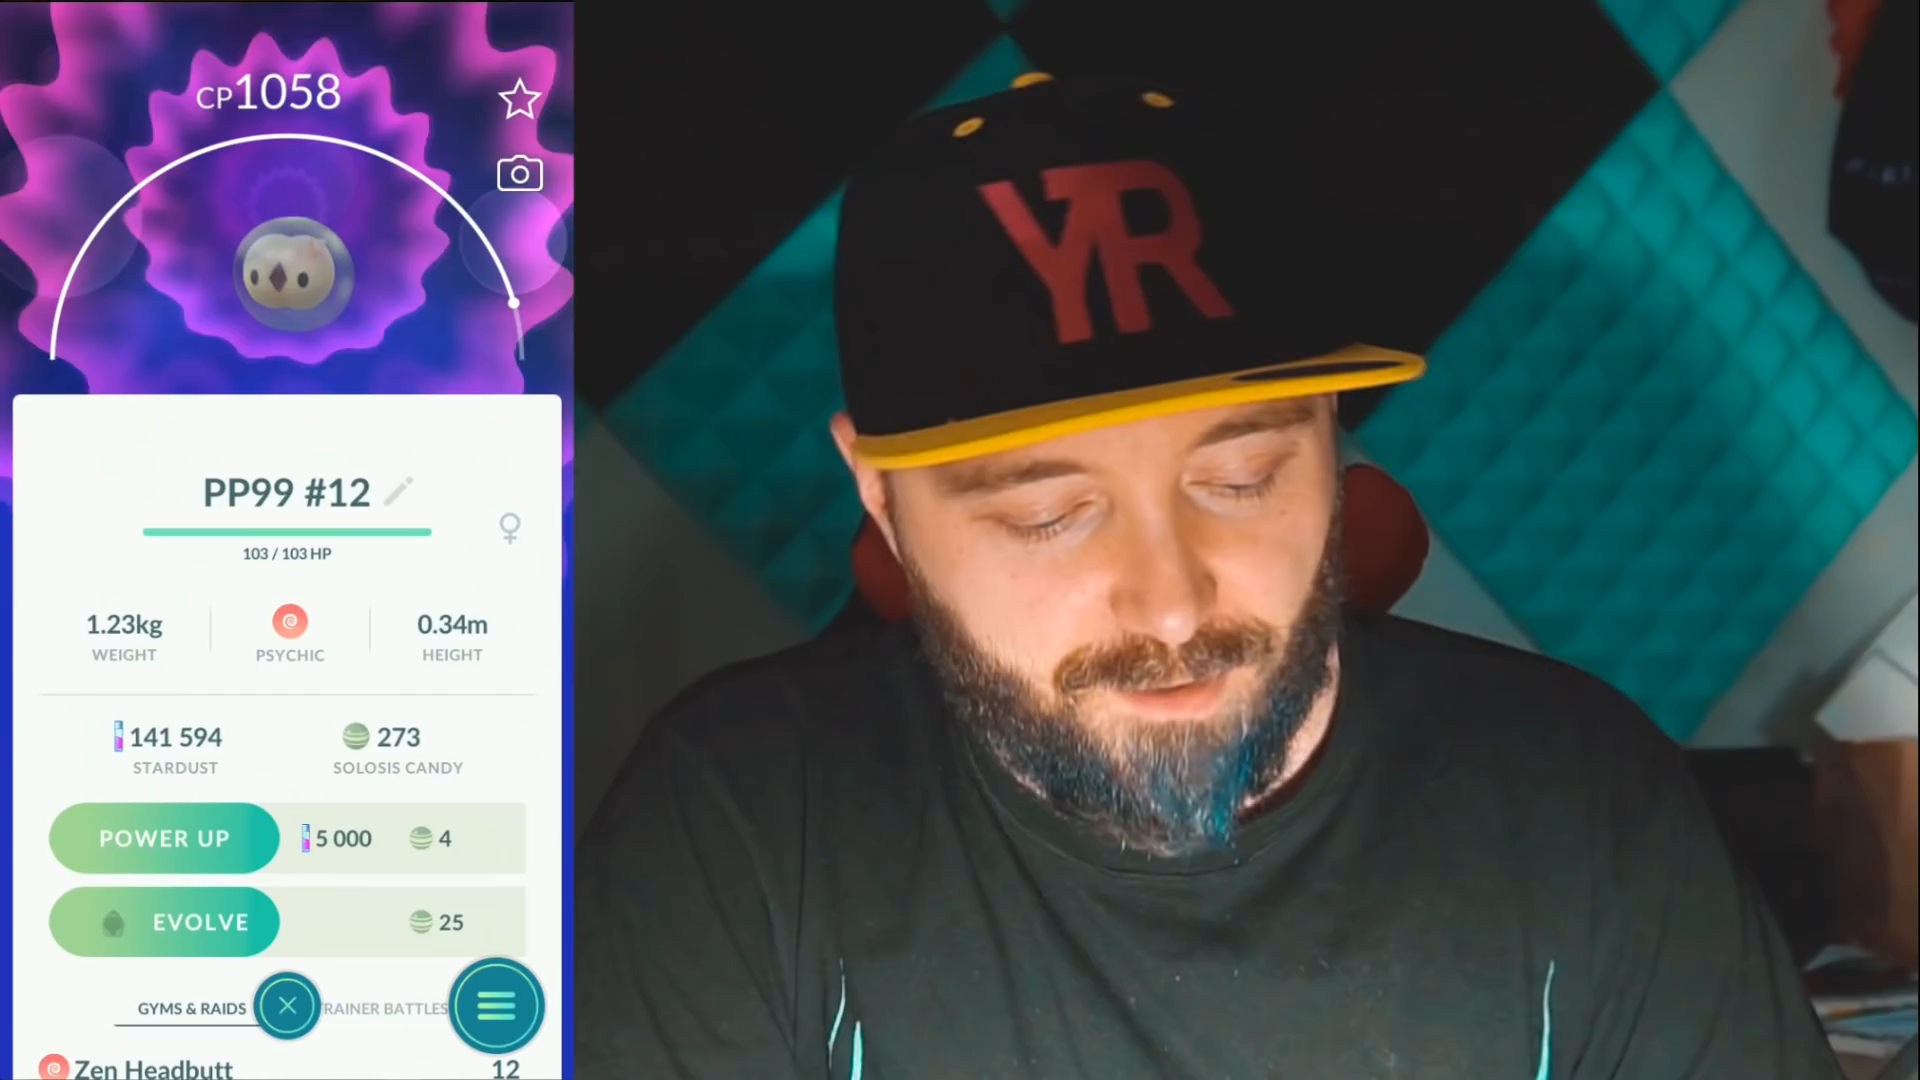 CP1058
PP99 #12
103 / 103 HP
1.23kg
WEIGHT
PSYCHIC
0.34m
HEIGHT
141 594
STARDUST
273
SOLOSIS CANDY
POWER UP 5 000 4
EVOLVE 25
GYMS & RAIDS RAINER BATTLES
Zen Headbutt 12
YR